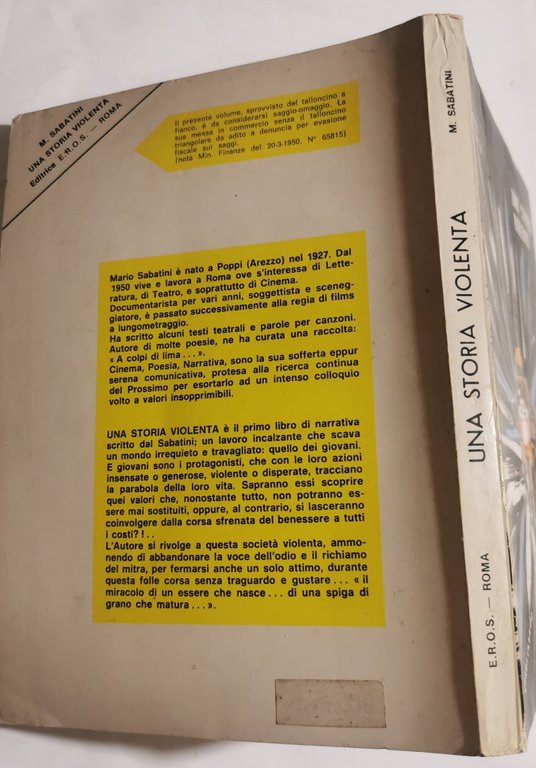 M. SABATINI
UNA STORIA VIOLENTA
Editrice E.R.O.S. — ROMA
Il presente volume, sprovvisto del talloncino a
fianco, è da considerarsi saggio-omaggio. La
sua messa in commercio senza il talloncino
triangolare da adito a denuncia per evasione
fiscale sui saggi.
(nota Min. Finanze del 20-3-1950. N° 65815)
Mario Sabatini è nato a Poppi (Arezzo) nel 1927. Dal
1950 vive e lavora a Roma ove s'interessa di Lette-
ratura, di Teatro, e soprattutto di Cinema.
Documentarista per vari anni, soggettista e sceneg-
giatore, è passato successivamente alla regia di films
a lungometraggio.
Ha scritto alcuni testi teatrali e parole per canzoni.
Autore di molte poesie, ne ha curata una raccolta:
« A colpi di lima . . . ».
Cinema, Poesia, Narrativa, sono la sua sofferta eppur
serena comunicativa, protesa alla ricerca continua
del Prossimo per esortarlo ad un intenso colloquio
volto a valori insopprimibili.
UNA STORIA VIOLENTA è il primo libro di narrativa
scritto dal Sabatini; un lavoro incalzante che scava
un mondo irrequieto e travagliato: quello dei giovani.
E giovani sono i protagonisti, che con le loro azioni
insensate o generose, violente o disperate, tracciano
la parabola della loro vita. Sapranno essi scoprire
quei valori che, nonostante tutto, non potranno es-
sere mai sostituiti, oppure, al contrario, si lasceranno
coinvolgere dalla corsa sfrenata del benessere a tutti
i costi? ! . .
L'Autore si rivolge a questa società violenta, ammo-
nendo di abbandonare la voce dell'odio e il richiamo
del mitra, per fermarsi anche un solo attimo, durante
questa folle corsa senza traguardo e gustare . . . « il
miracolo di un essere che nasce . . . di una spiga di
grano che matura . . . ».
M. SABATINI
UNA STORIA VIOLENTA
E.R.O.S. — ROMA